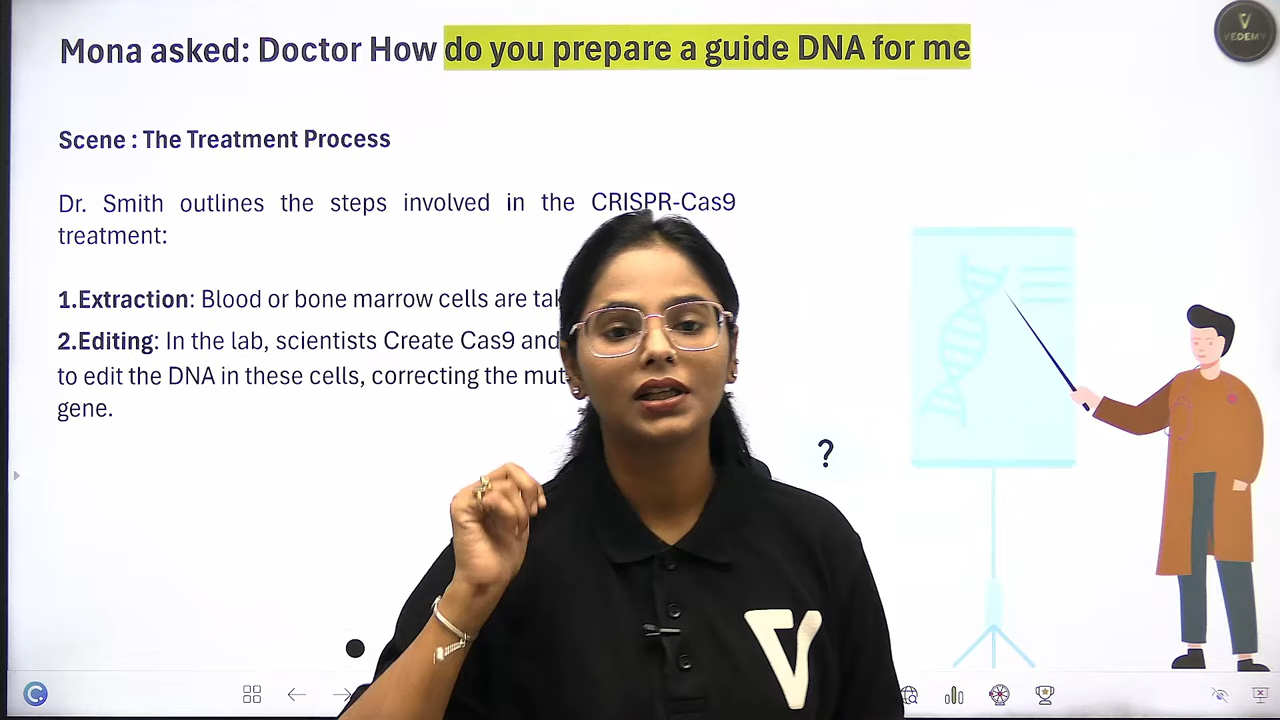 Mona asked: Doctor How do you prepare a guide DNA for me
VEDEMY
Scene : The Treatment Process
Dr. Smith outlines the steps involved in the CRISPR-Cas9
treatment:
1.Extraction: Blood or bone marrow cells are
2.Editing: In the lab, scientists Create Cas9 and
to edit the DNA in these cells, correcting the
gene.
?